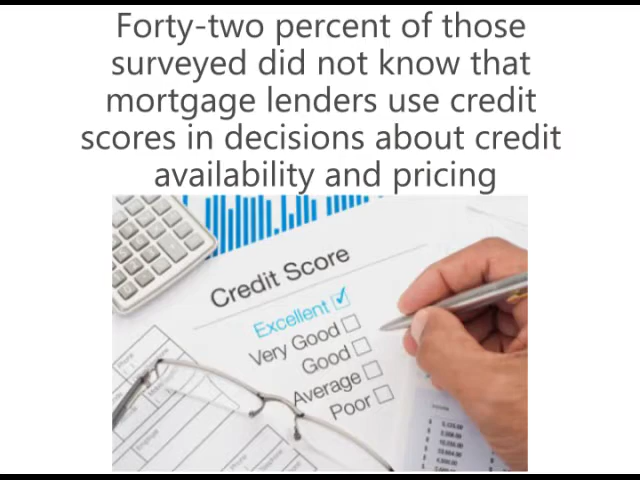 Forty-two percent of those
surveyed did not know that
mortgage lenders use credit
scores in decisions about credit
availability and pricing
Credit Score
Excellent
Very Good
Good
Average
Poor